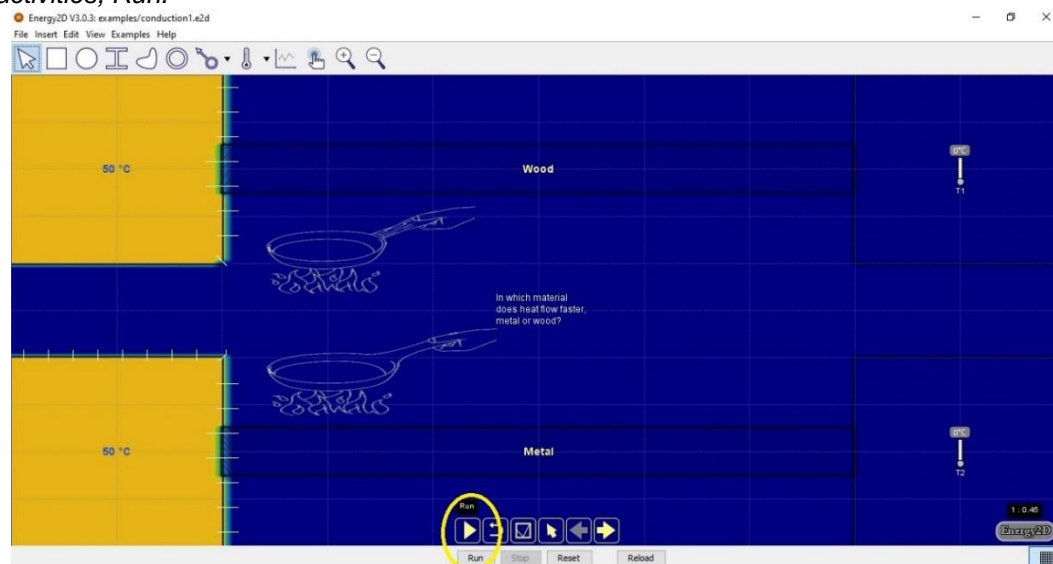 activities, Run.
Energy2D V3.0.3: examples/conduction1.e2d
File Insert Edit View Examples Help
50 °C
Wood
0°C
T1
In which material
does heat flow faster,
metal or wood?
50 °C
Metal
0°C
T2
Run
1 : 0.46
Energy2D
Run Stop Reset Reload